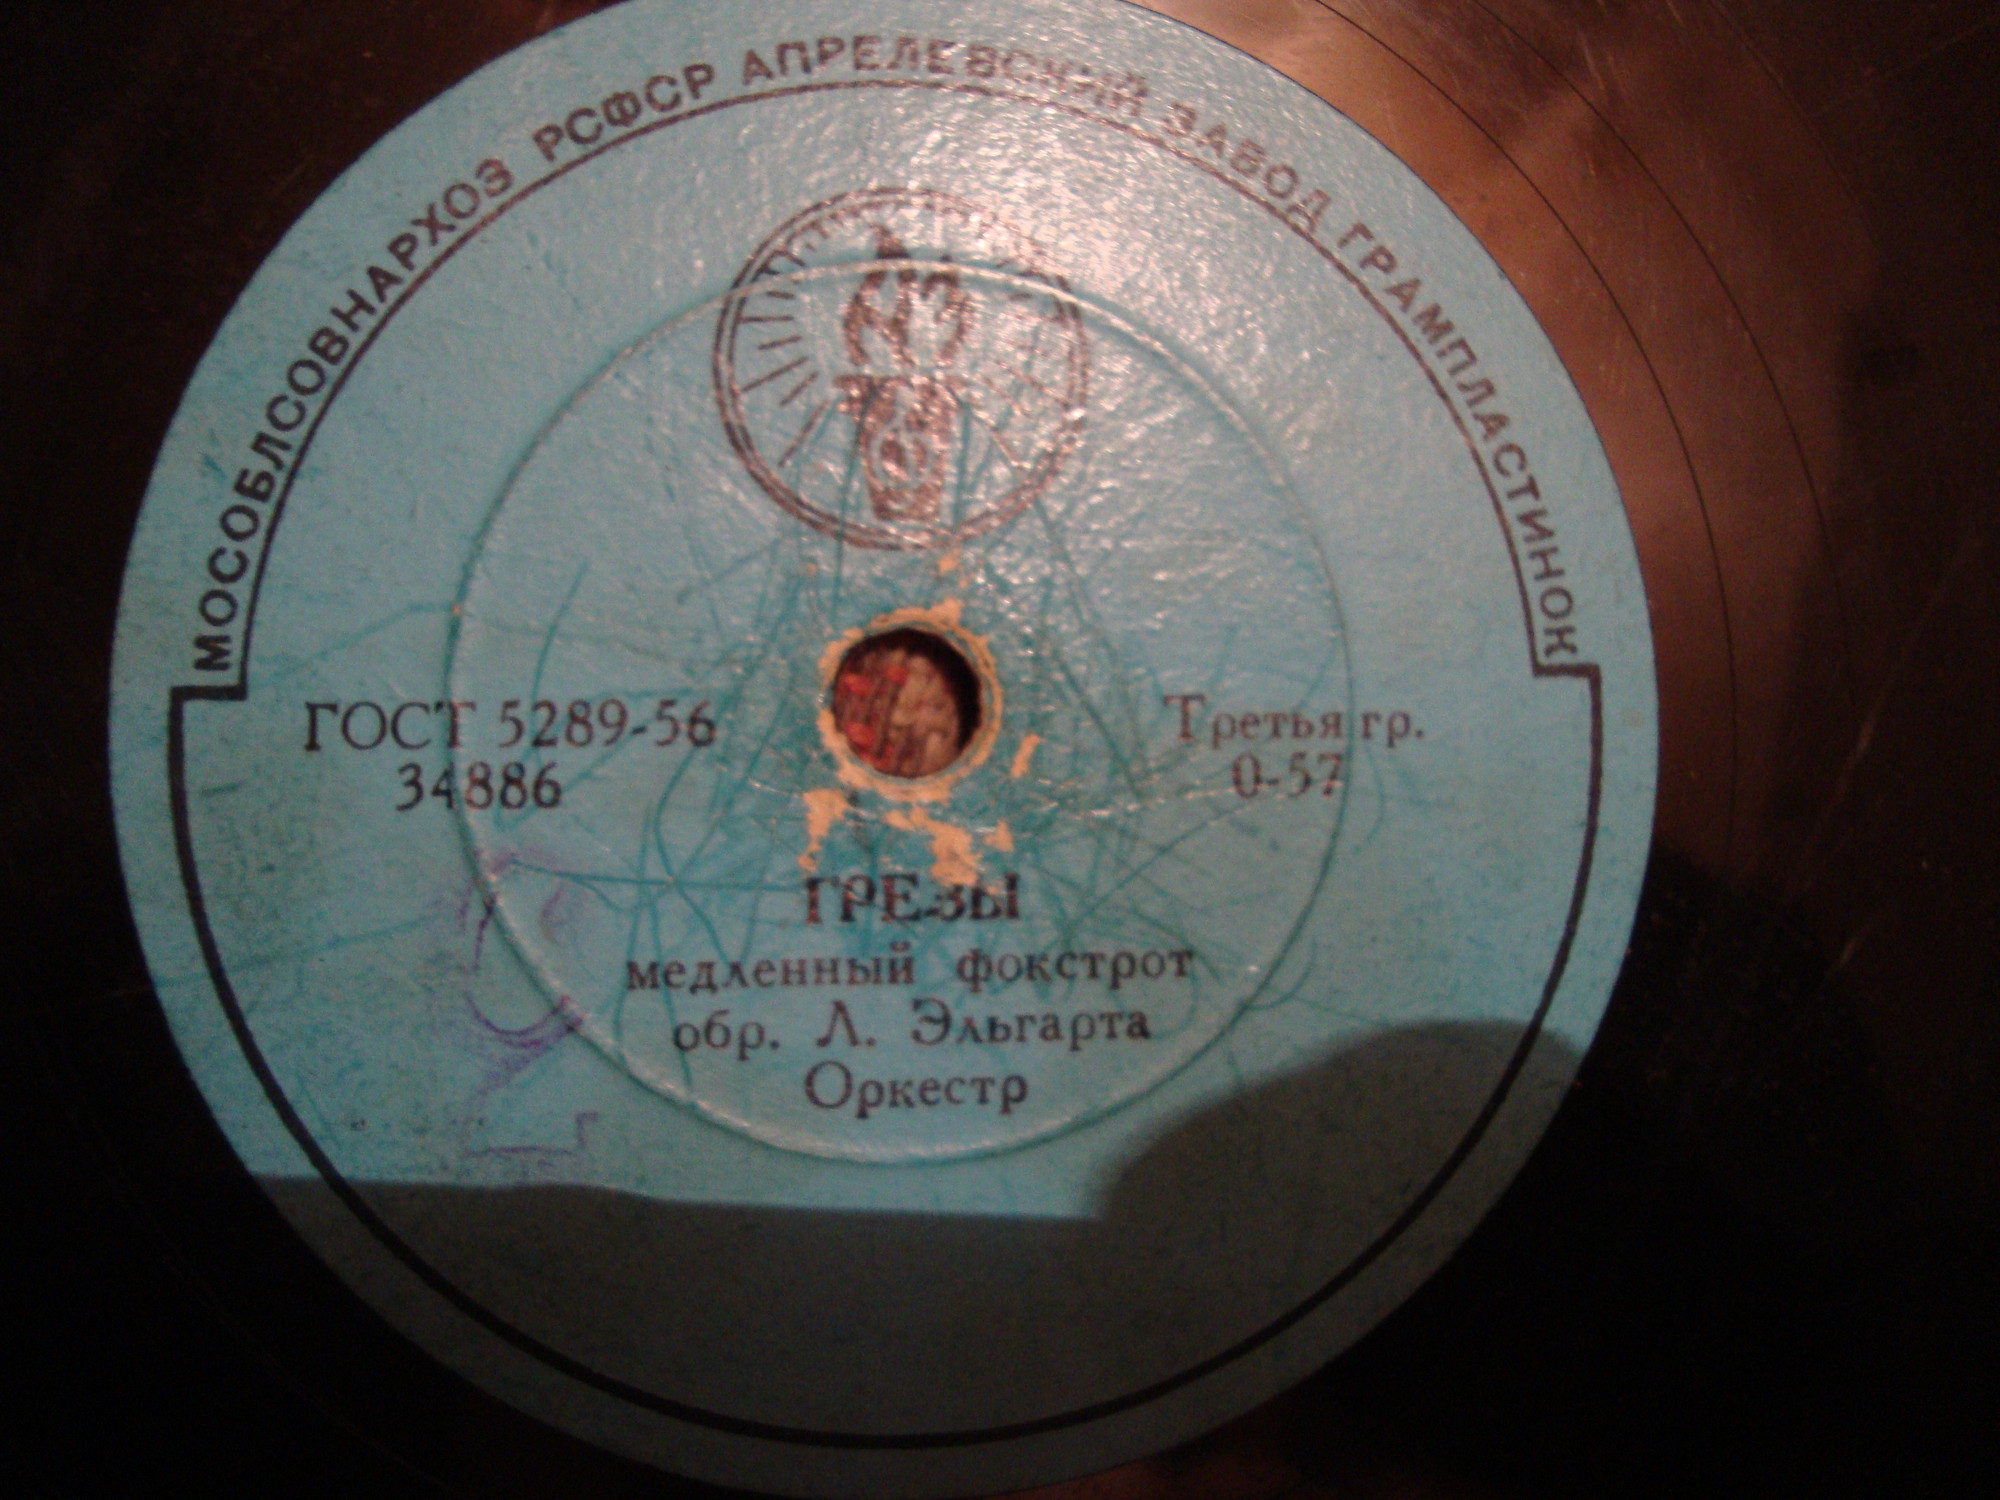 МОСОБЛСОВНАРХОЗ РСФСР АПРЕЛЕВСКИЙ ЗАВОД ГРАМПЛАСТИНОК
ГОСТ 5289-56
34886
Третья гр.
0-57
ГРЕЗЫ
медленный фокстрот
обр. Л. Эльгарта
Оркестр